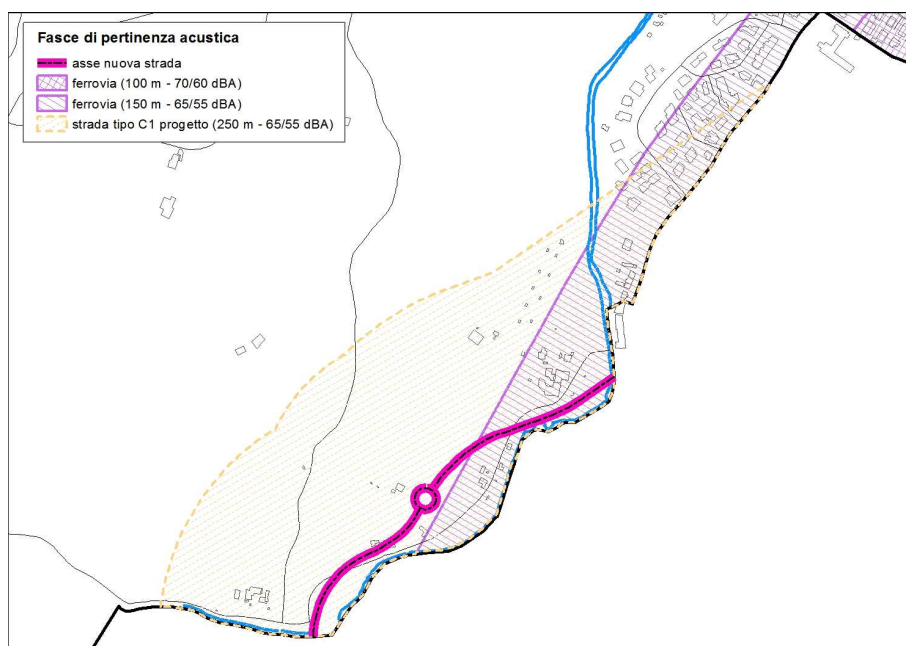 Fasce di pertinenza acustica
asse nuova strada
ferrovia (100 m - 70/60 dBA)
ferrovia (150 m - 65/55 dBA)
strada tipo C1 progetto (250 m - 65/55 dBA)